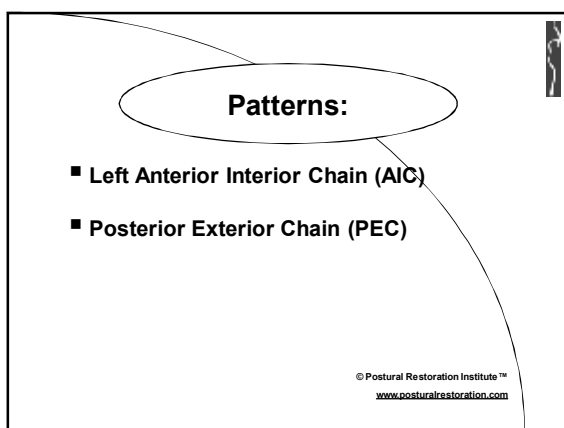 Patterns:
▪ Left Anterior Interior Chain (AIC)
▪ Posterior Exterior Chain (PEC)
© Postural Restoration Institute™
www.posturalrestoration.com